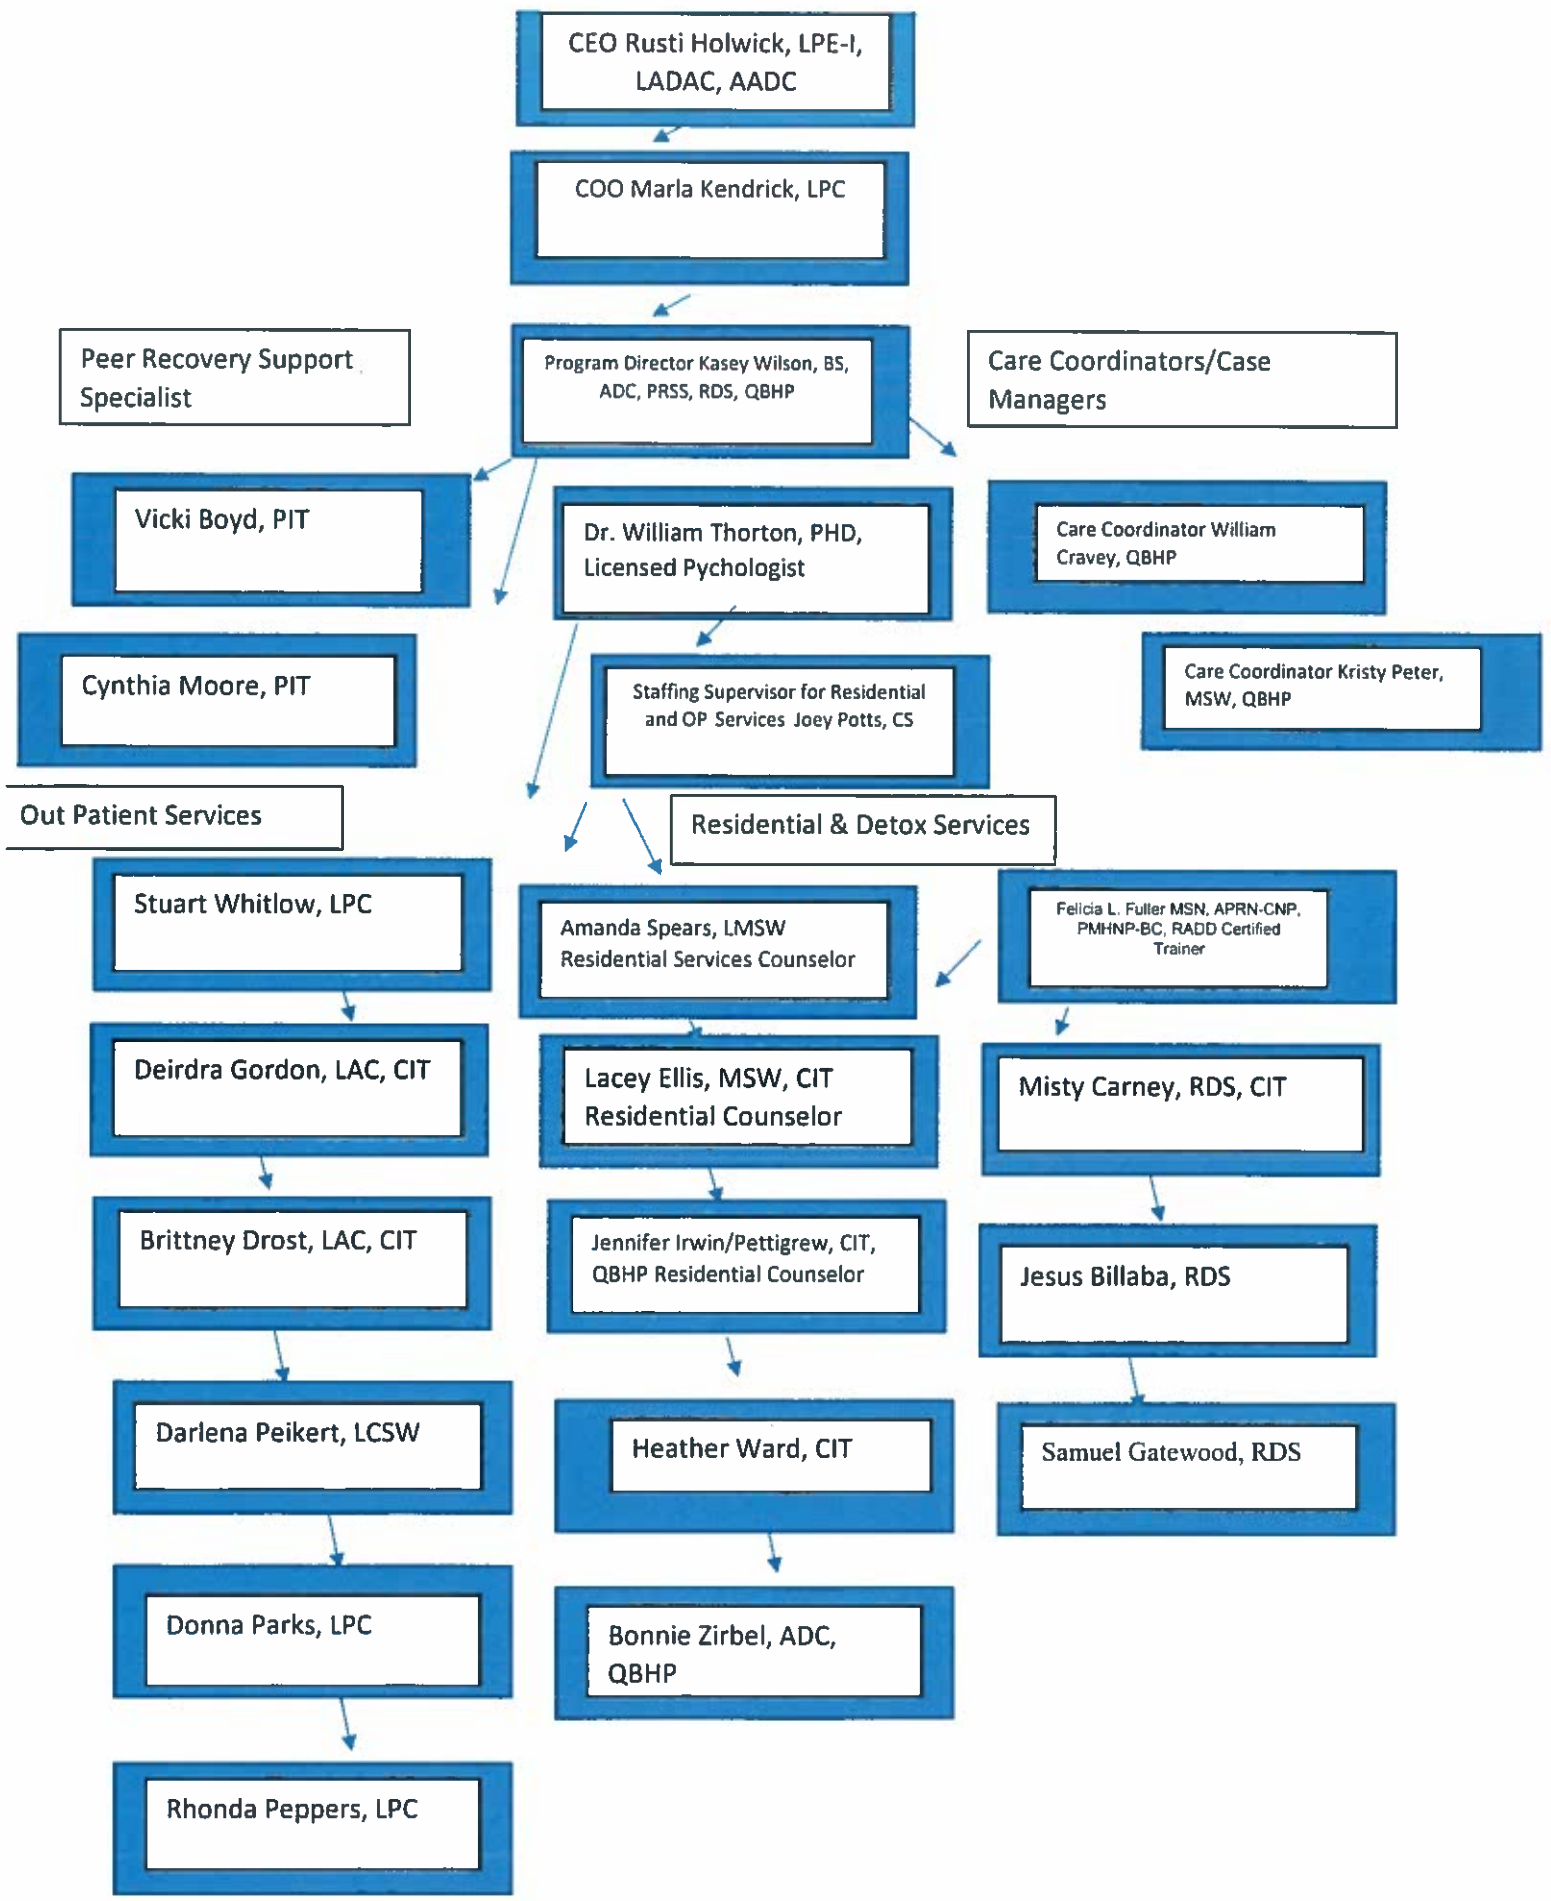 CEO Rusti Holwick, LPE-I,
LADAC, AADC
COO Marla Kendrick, LPC
Peer Recovery Support
Specialist
Program Director Kasey Wilson, BS,
ADC, PRSS, RDS, QBHP
Care Coordinators/Case
Managers
Vicki Boyd, PIT
Dr. William Thorton, PHD,
Licensed Pychologist
Care Coordinator William
Cravey, QBHP
Cynthia Moore, PIT
Staffing Supervisor for Residential
and OP Services Joey Potts, CS
Care Coordinator Kristy Peter,
MSW, QBHP
Out Patient Services
Residential & Detox Services
Stuart Whitlow, LPC
Amanda Spears, LMSW
Residential Services Counselor
Felicia L. Fuller MSN, APRN-CNP,
PMHNP-BC, RADD Certified
Trainer
Deirdra Gordon, LAC, CIT
Lacey Ellis, MSW, CIT
Residential Counselor
Misty Carney, RDS, CIT
Brittney Drost, LAC, CIT
Jennifer Irwin/Pettigrew, CIT,
QBHP Residential Counselor
Jesus Billaba, RDS
Darlena Peikert, LCSW
Heather Ward, CIT
Samuel Gatewood, RDS
Donna Parks, LPC
Bonnie Zirbel, ADC,
QBHP
Rhonda Peppers, LPC